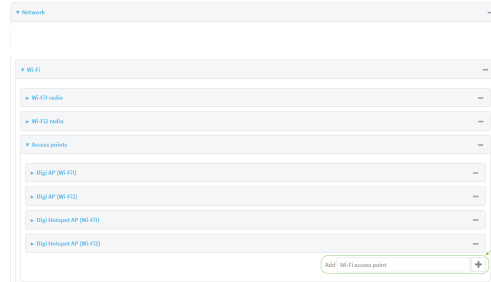 Network
Wi-Fi
Wi-Fi1 radio
Wi-Fi2 radio
Access points
Digi AP (Wi-Fi1)
Digi AP (Wi-Fi2)
Digi Hotspot AP (Wi-Fi1)
Digi Hotspot AP (Wi-Fi2)
Add Wi-Fi access point